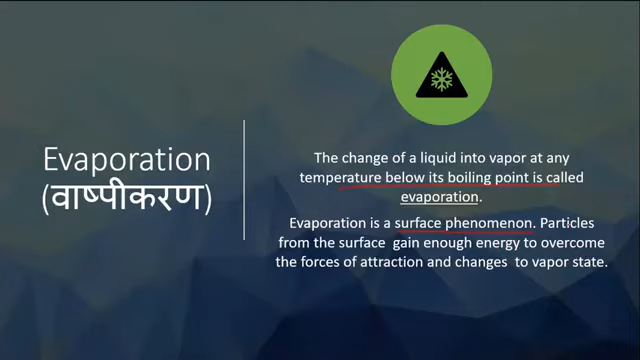 Evaporation
(वाष्पीकरण)
The change of a liquid into vapor at any
temperature below its boiling point is called
evaporation.
Evaporation is a surface phenomenon. Particles
from the surface gain enough energy to overcome
the forces of attraction and changes to vapor state.